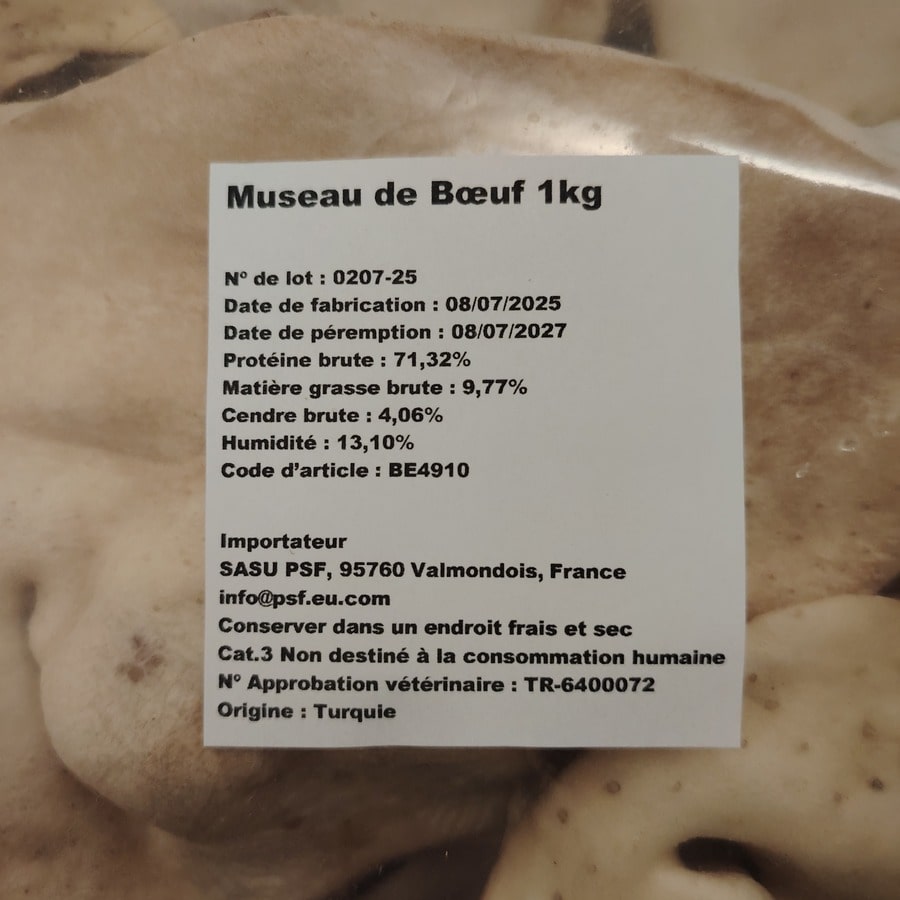 Museau de Bœuf 1kg
N° de lot : 0207-25
Date de fabrication : 08/07/2025
Date de péremption : 08/07/2027
Protéine brute : 71,32%
Matière grasse brute : 9,77%
Cendre brute : 4,06%
Humidité : 13,10%
Code d'article : BE4910
Importateur
SASU PSF, 95760 Valmondois, France
info@psf.eu.com
Conserver dans un endroit frais et sec
Cat.3 Non destiné à la consommation humaine
N° Approbation vétérinaire : TR-6400072
Origine : Turquie